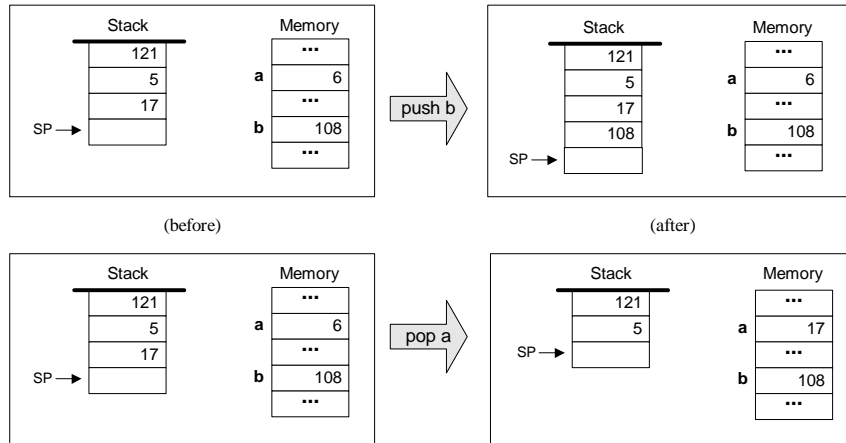 Stack Memory Stack Memory
121 ... 121 ...
5 a 6 5 a 6
17 ... push b 17 ...
SP b 108 108 b 108
... SP ...
(before) (after)
Stack Memory Stack Memory
121 ... 121 ...
5 a 6 5 a 17
17 ... pop a SP ...
SP b 108 b 108
... ...